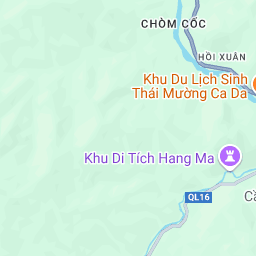 CHÒM CỐC
HỒI XUÂN
Khu Du Lịch Sinh
Thái Mường Ca Da
Khu Di Tích Hang Ma
QL16